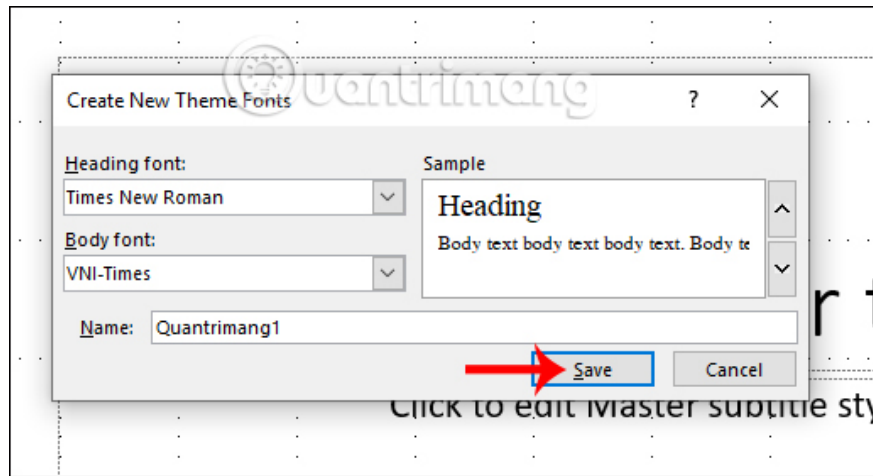 Quantrimang
Create New Theme Fonts ?
Heading font:
Times New Roman
Body font:
VNI-Times
Sample
Heading
Body text body text body text. Body te
Name: Quantrimang1
Save Cancel
r t
Click to edit Master subtitle sty